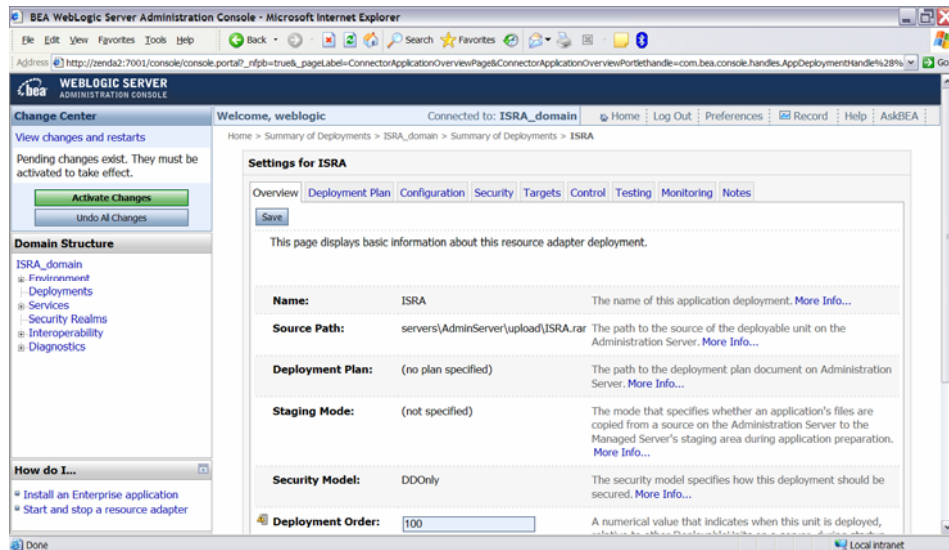 BEA WebLogic Server Administration Console - Microsoft Internet Explorer
File Edit View Favorites Tools Help
Back Search Favorites
Address http://zenda2:7001/console/console.portal?_nfpb=true&_pageLabel=ConnectorApplicationOverviewPage&ConnectorApplicationOverviewPortlethandle=com.bea.console.handles.AppDeploymentHandle%28% Go
bea WEBLOGIC SERVER
ADMINISTRATION CONSOLE
Change Center
View changes and restarts
Pending changes exist. They must be
activated to take effect.
Activate Changes
Undo All Changes
Domain Structure
ISRA_domain
Environment
Deployments
Services
Security Realms
Interoperability
Diagnostics
How do I...
Install an Enterprise application
Start and stop a resource adapter
Welcome, weblogic Connected to: ISRA_domain Home Log Out Preferences Record Help AskBEA
Home > Summary of Deployments > ISRA_domain > Summary of Deployments > ISRA
Settings for ISRA
Overview Deployment Plan Configuration Security Targets Control Testing Monitoring Notes
Save
This page displays basic information about this resource adapter deployment.
Name: ISRA The name of this application deployment. More Info...
Source Path: servers\AdminServer\upload\ISRA.rar The path to the source of the deployable unit on the
Administration Server. More Info...
Deployment Plan: (no plan specified) The path to the deployment plan document on Administration
Server. More Info...
Staging Mode: (not specified) The mode that specifies whether an application's files are
copied from a source on the Administration Server to the
Managed Server's staging area during application preparation.
More Info...
Security Model: DDOnly The security model specifies how this deployment should be
secured. More Info...
Deployment Order: 100 A numerical value that indicates when this unit is deployed,
relative to other DeployableUnits on a server, during startup.
Done Local intranet